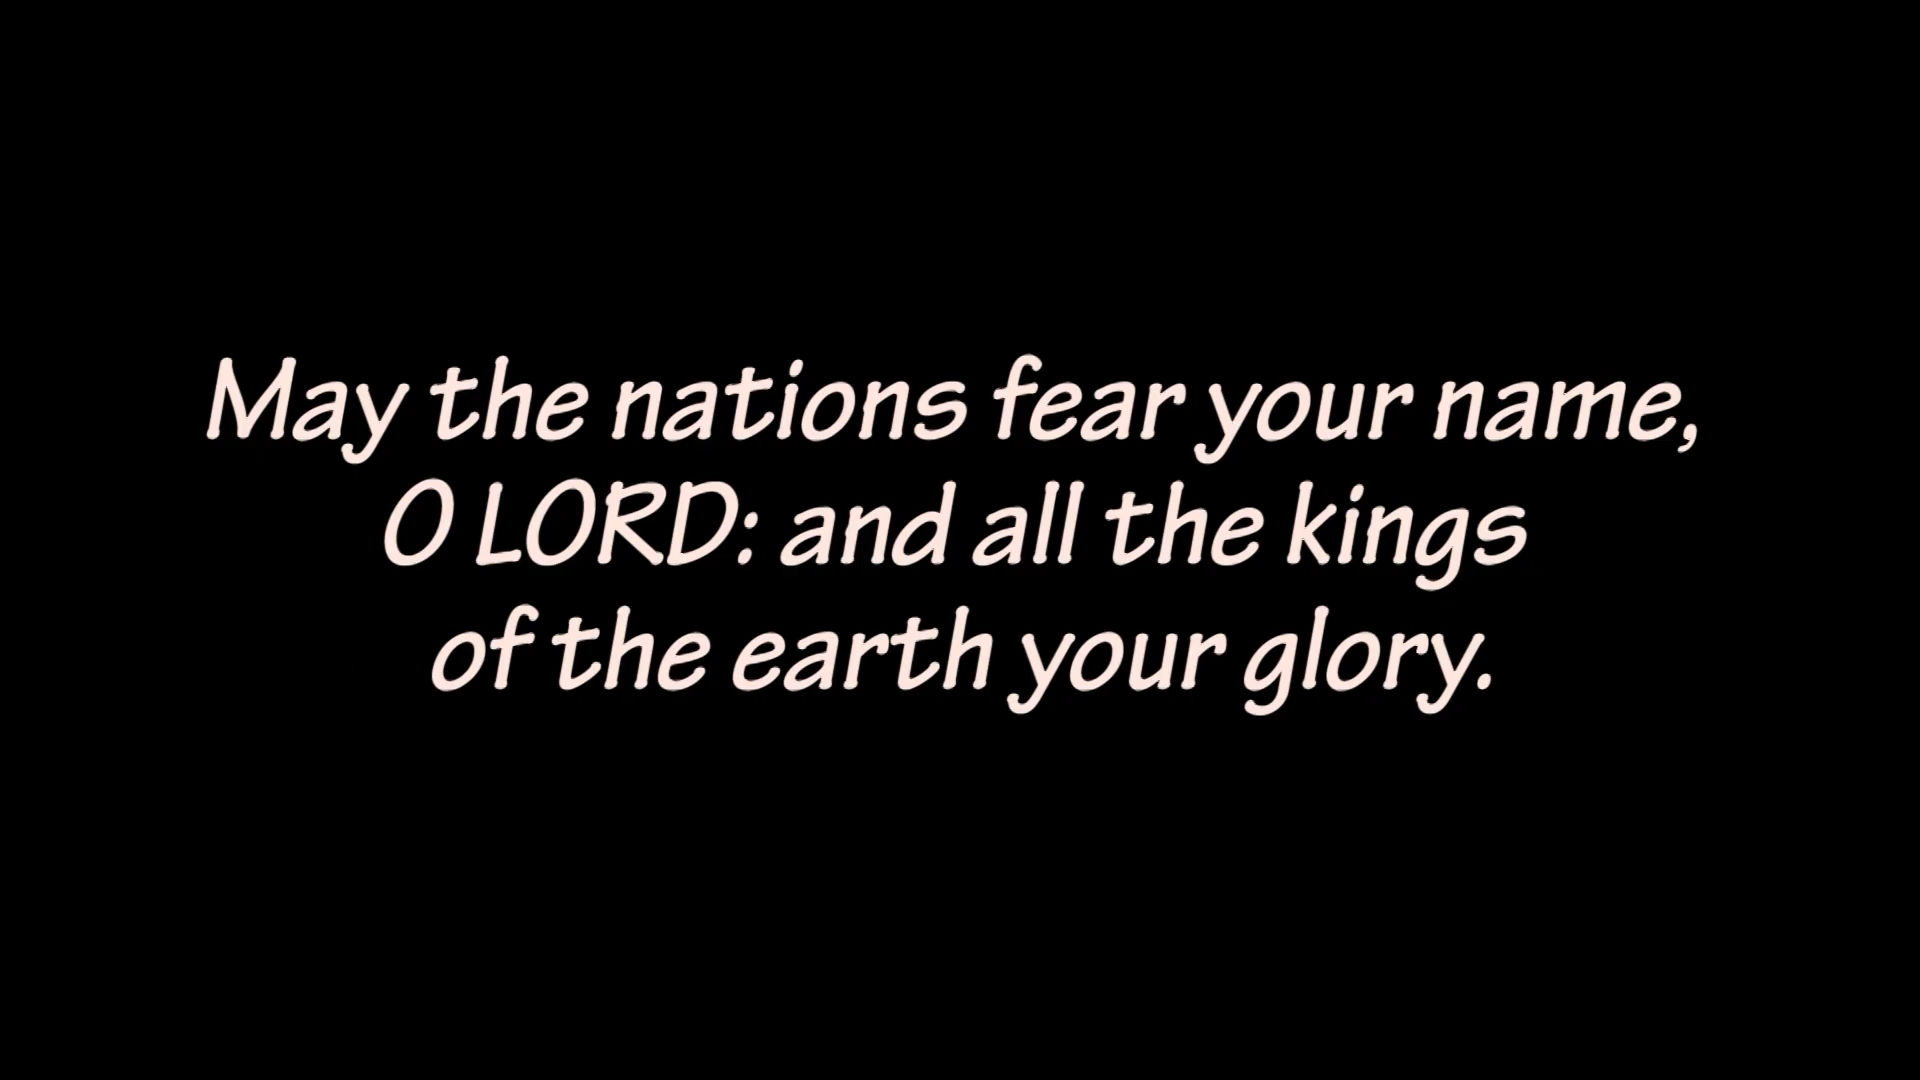 May the nations fear your name,
O LORD: and all the kings
of the earth your glory.